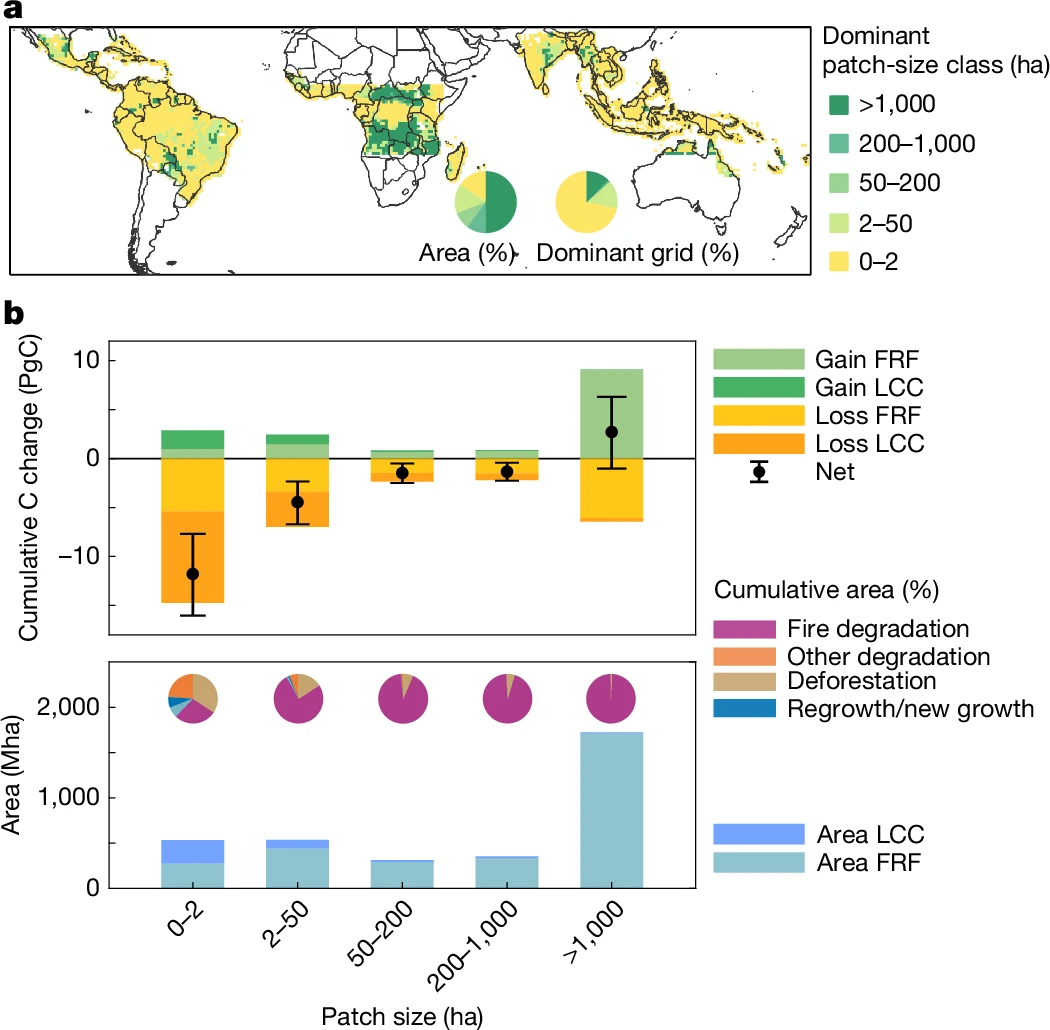 a
Dominant
patch-size class (ha)
>1,000
200–1,000
50–200
2–50
0–2
Area (%)
Dominant grid (%)
b
Cumulative C change (PgC)
10
0
−10
Gain FRF
Gain LCC
Loss FRF
Loss LCC
Net
Cumulative area (%)
Fire degradation
Other degradation
Deforestation
Regrowth/new growth
Area (Mha)
2,000
1,000
0
Area LCC
Area FRF
0–2
2–50
50–200
200–1,000
>1,000
Patch size (ha)